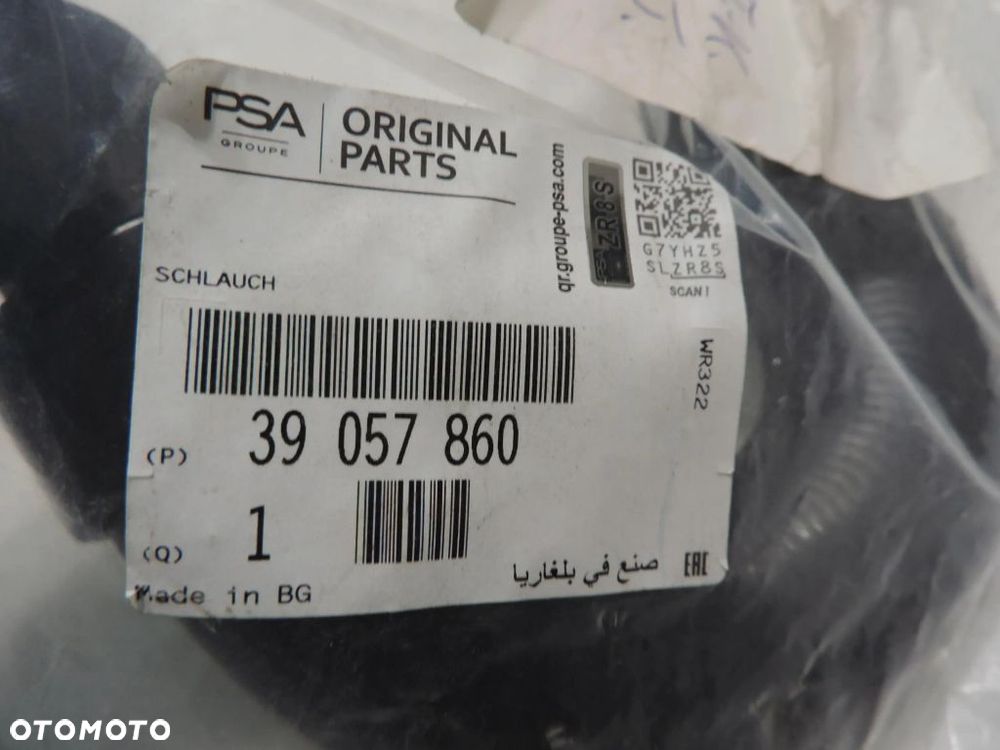 PSA
GROUPE
ORIGINAL
PARTS
qr.groupe-psa.com
PSA ZR8S
G7YHZ5
SLZR8S
SCAN!
SCHLAUCH
WR322
(P) 39 057 860
(Q) 1
Made in BG
صنع في بلغاريا
EAC
OTOMOTO